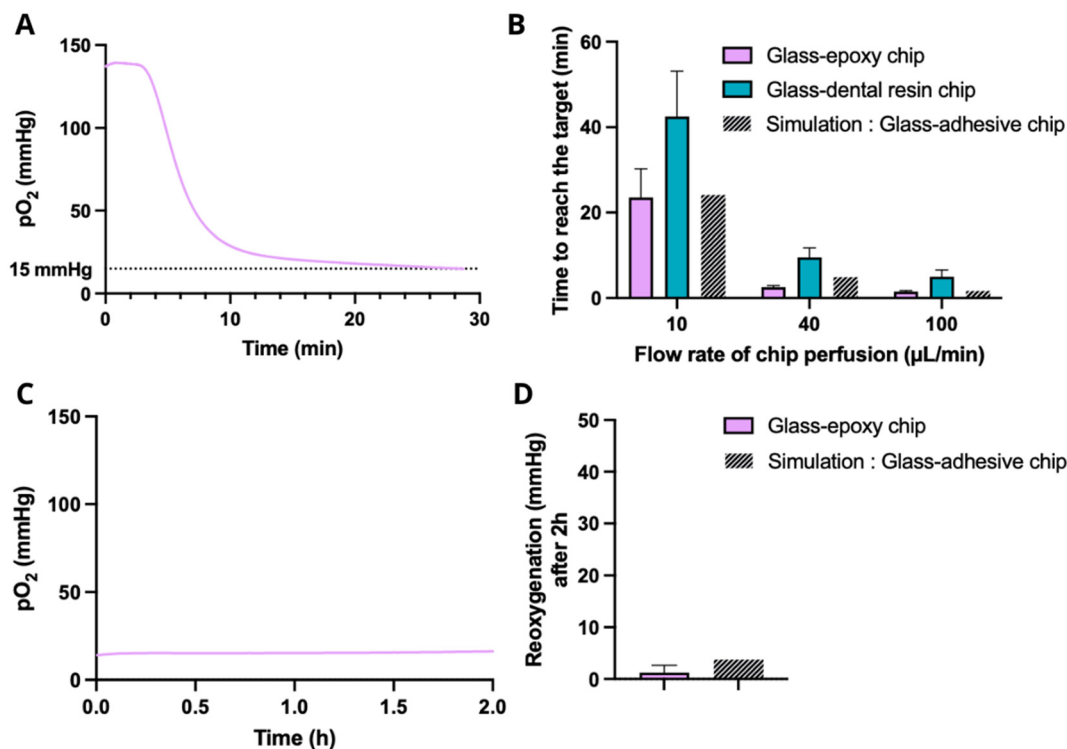 A
pO2 (mmHg)
150
100
50
15 mmHg
0
0 10 20 30
Time (min)
B
Time to reach the target (min)
60
40
20
0
Glass-epoxy chip
Glass-dental resin chip
Simulation : Glass-adhesive chip
10 40 100
Flow rate of chip perfusion (µL/min)
C
pO2 (mmHg)
150
100
50
0
0.0 0.5 1.0 1.5 2.0
Time (h)
D
Reoxygenation (mmHg)
after 2h
50
40
30
20
10
0
Glass-epoxy chip
Simulation : Glass-adhesive chip